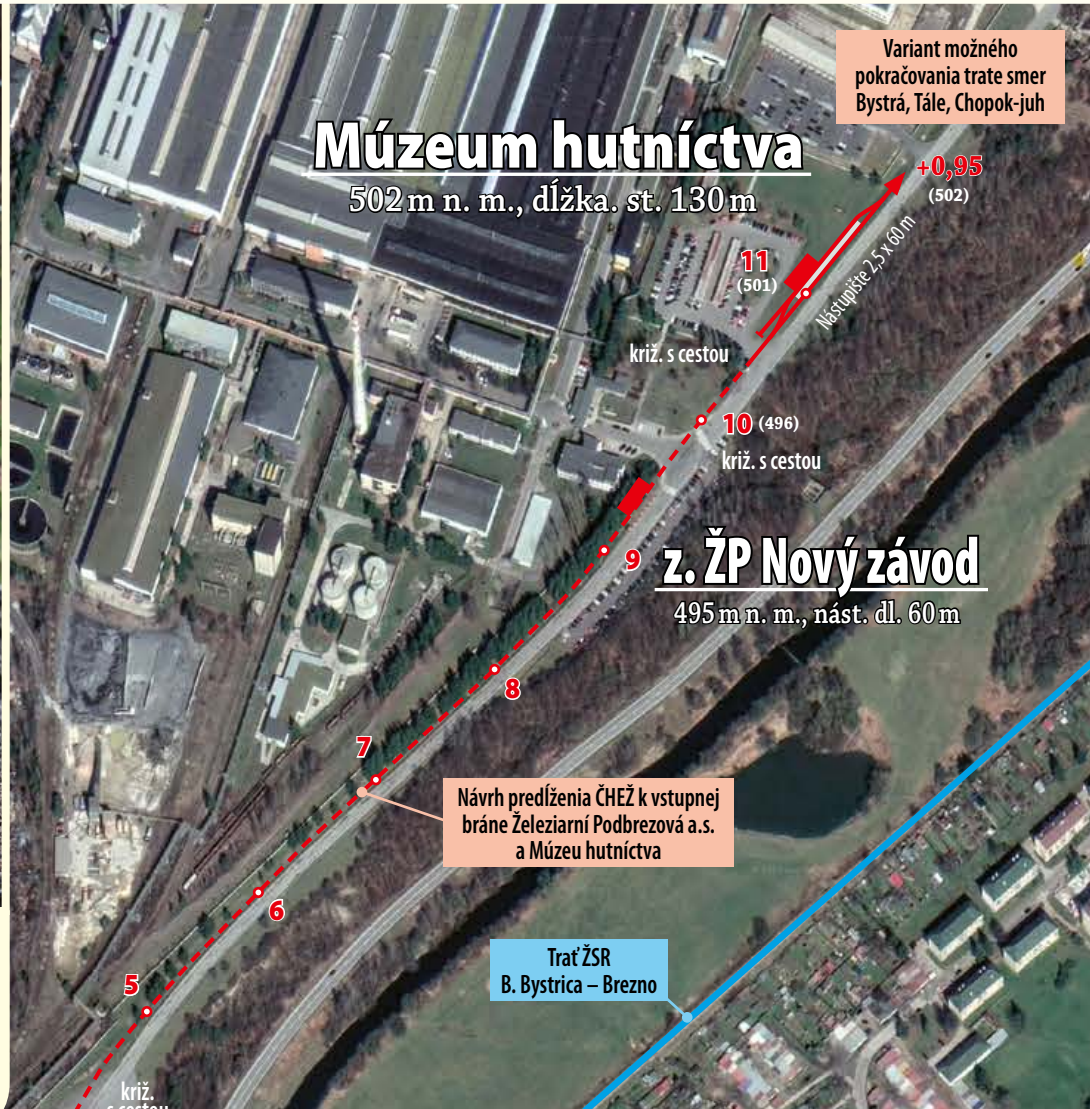 Variant možného
pokračovania trate smer
Bystrá, Tále, Chopok-juh
Múzeum hutníctva
502 m n. m., dĺžka. st. 130 m
+0,95
(502)
11
(501)
Nástupište 2,5 x 60 m
križ. s cestou
10 (496)
križ. s cestou
9
z. ŽP Nový závod
495 m n. m., nást. dl. 60 m
8
7
Návrh predĺženia ČHEŽ k vstupnej
bráne Železiarní Podbrezová a.s.
a Múzeu hutníctva
6
Trať ŽSR
B. Bystrica – Brezno
5
križ.
s cestou